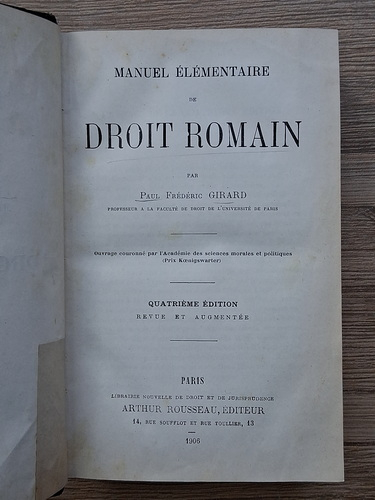 MANUEL ÉLÉMENTAIRE
DE
DROIT ROMAIN
PAR
PAUL FRÉDÉRIC GIRARD
PROFESSEUR A LA FACULTÉ DE DROIT DE L'UNIVERSITÉ DE PARIS
Ouvrage couronné par l'Académie des sciences morales et politiques
(Prix Kœnigswarter)
QUATRIÈME ÉDITION
REVUE ET AUGMENTÉE
PARIS
LIBRAIRIE NOUVELLE DE DROIT ET DE JURISPRUDENCE
ARTHUR ROUSSEAU, ÉDITEUR
14, RUE SOUFFLOT ET RUE TOULLIER, 13
1906